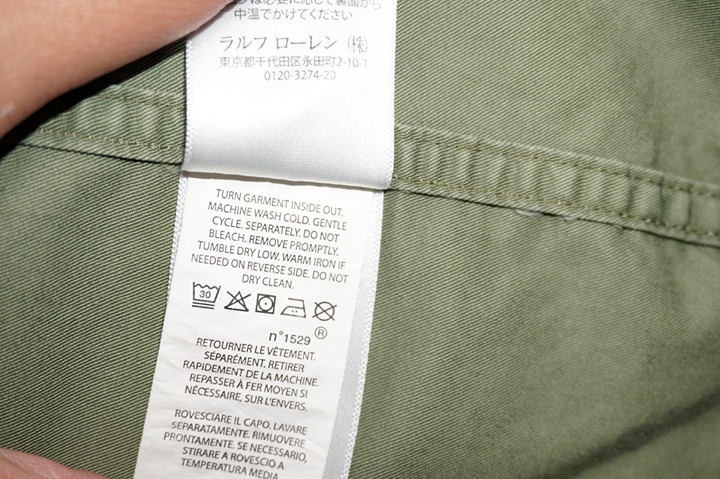 中温でかけてください
ラルフ ローレン (株)
東京都千代田区永田町2-10-1
0120-3274-20
TURN GARMENT INSIDE OUT.
MACHINE WASH COLD. GENTLE
CYCLE. SEPARATELY. DO NOT
BLEACH. REMOVE PROMPTLY.
TUMBLE DRY LOW. WARM IRON IF
NEEDED ON REVERSE SIDE. DO NOT
DRY CLEAN.
30
®
n°1529
RETOURNER LE VÊTEMENT.
SÉPARÉMENT. RETIRER
RAPIDEMENT DE LA MACHINE.
REPASSER À FER MOYEN SI
NÉCESSAIRE, SUR L'ENVERS.
ROVESCIARE IL CAPO. LAVARE
SEPARATAMENTE. RIMUOVERE
PRONTAMENTE. SE NECESSARIO,
STIRARE A ROVESCIO A
TEMPERATURA MEDIA